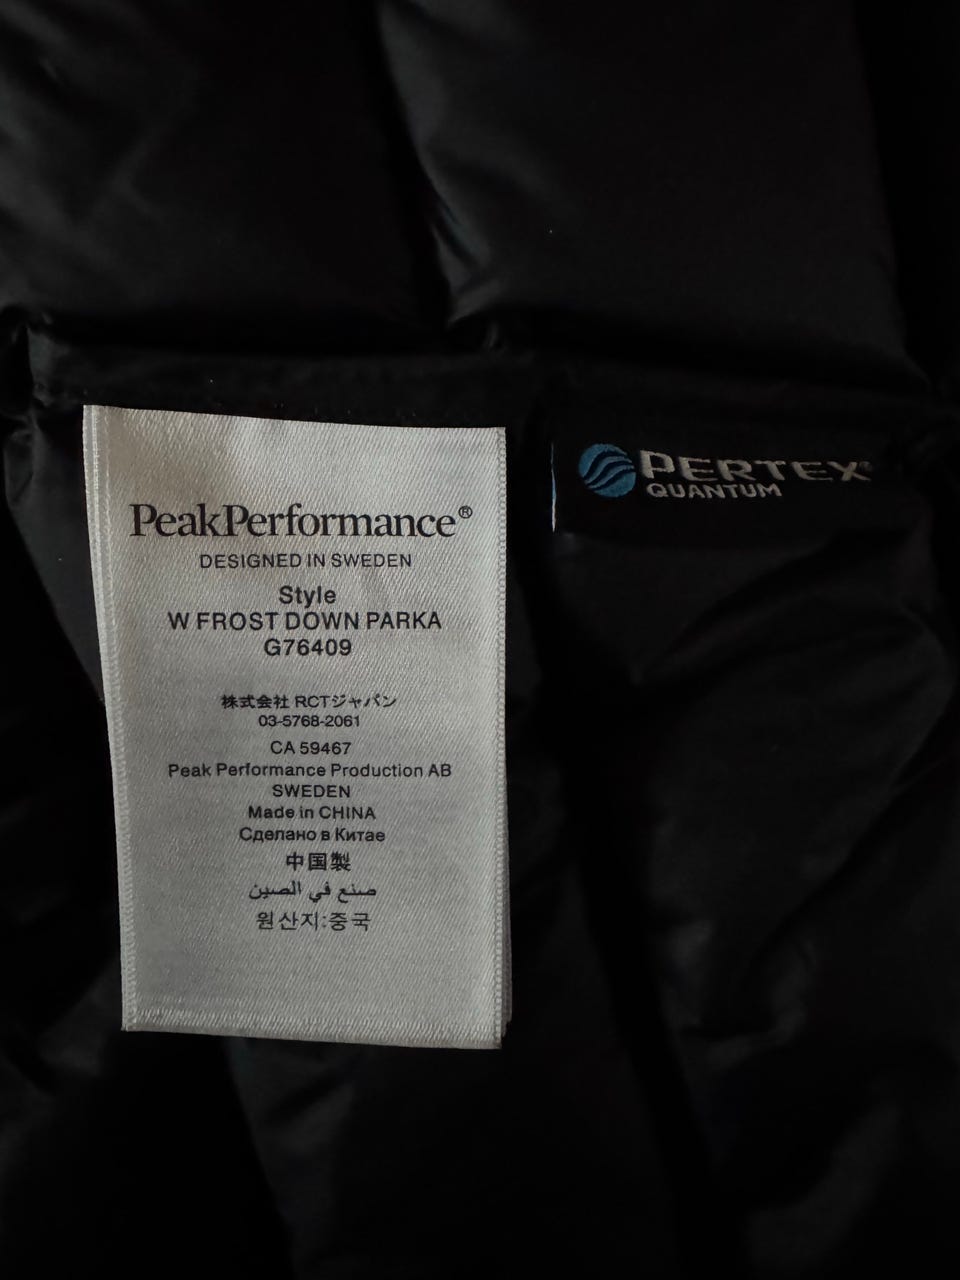 PeakPerformance®
DESIGNED IN SWEDEN
Style
W FROST DOWN PARKA
G76409
株式会社 RCTジャパン
03-5768-2061
CA 59467
Peak Performance Production AB
SWEDEN
Made in CHINA
Сделано в Китае
中国製
صنع في الصين
원산지:중국
PERTEX®
QUANTUM